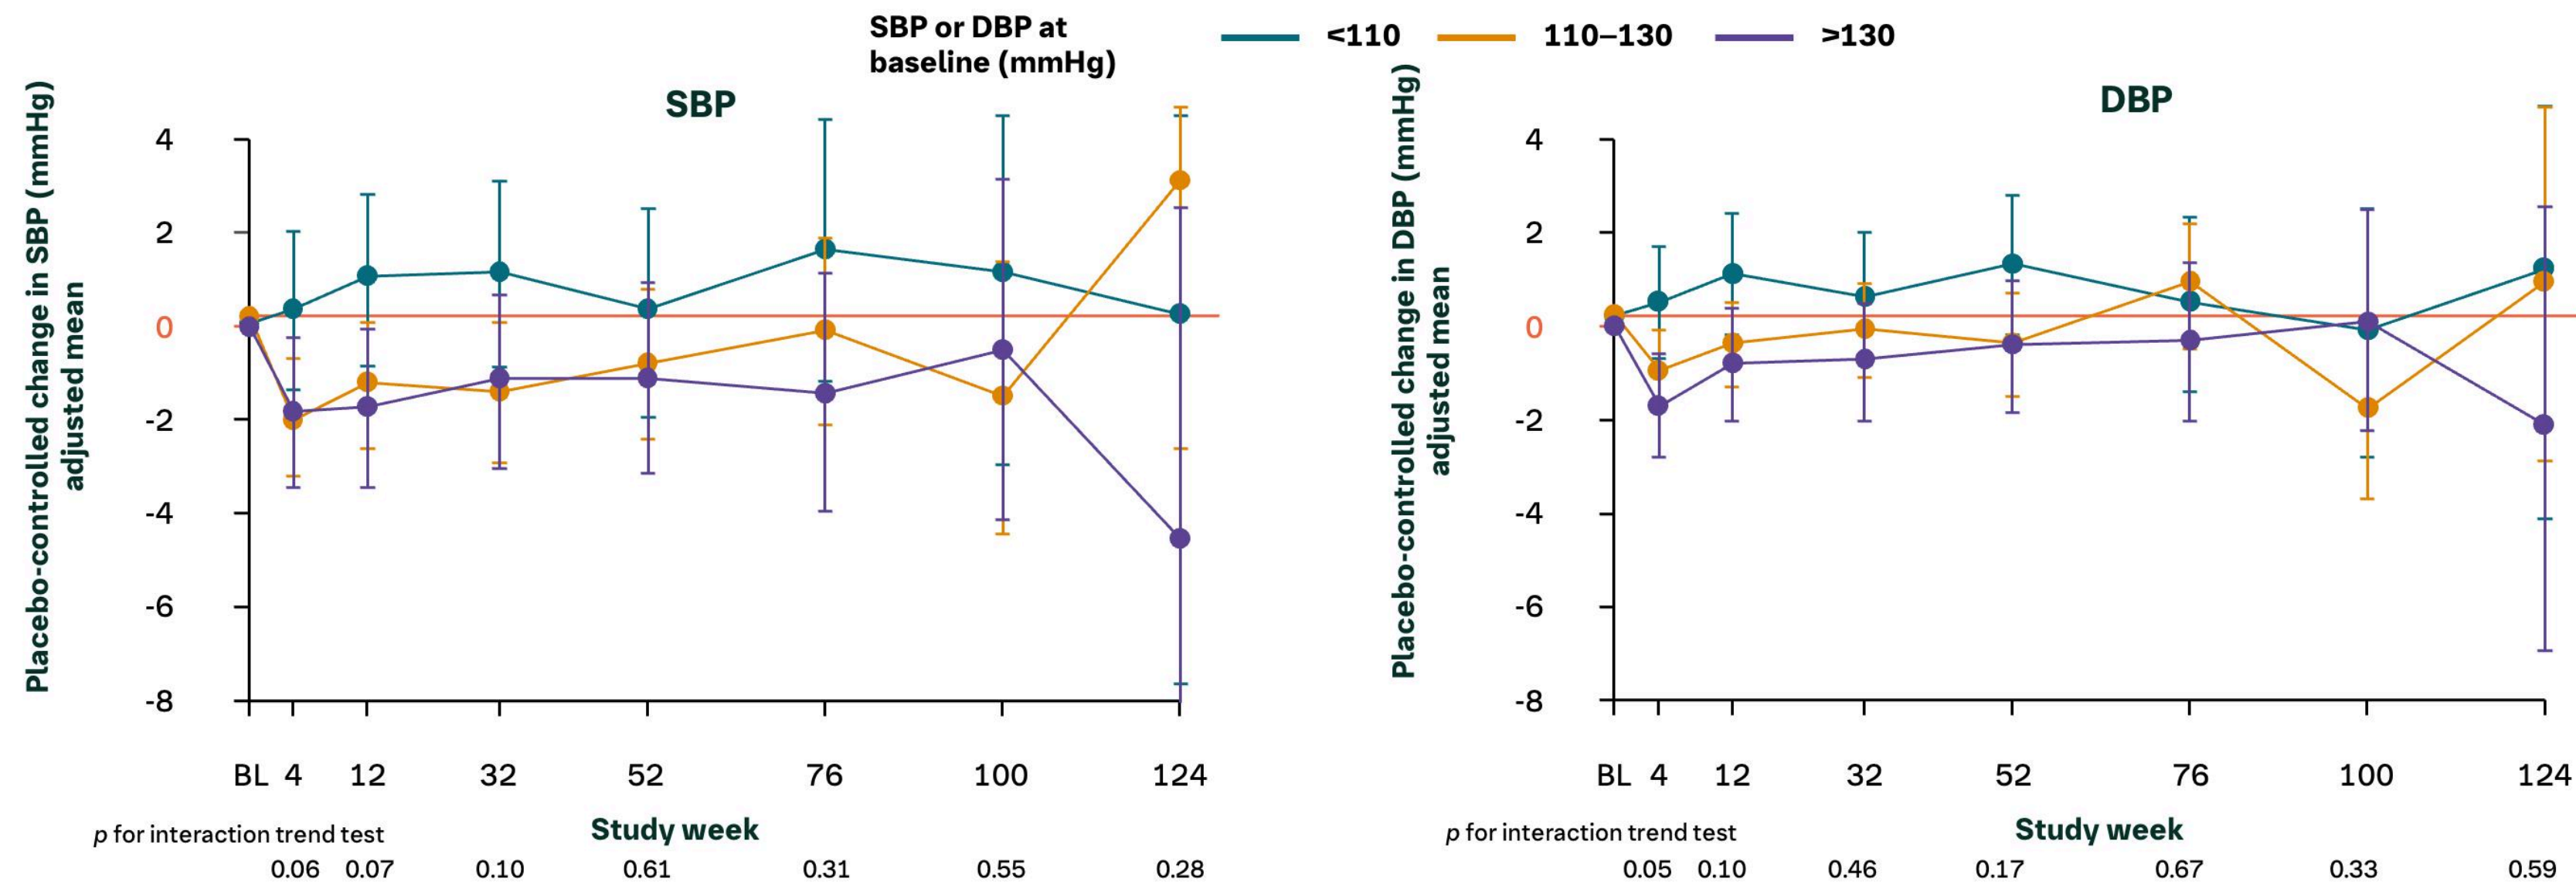 SBP or DBP at
baseline (mmHg)
<110
110–130
>130
SBP
Placebo-controlled change in SBP (mmHg)
adjusted mean
4
2
0
-2
-4
-6
-8
BL 4 12 32 52 76 100 124
Study week
p for interaction trend test
0.06 0.07 0.10 0.61 0.31 0.55 0.28
DBP
Placebo-controlled change in DBP (mmHg)
adjusted mean
4
2
0
-2
-4
-6
-8
BL 4 12 32 52 76 100 124
Study week
p for interaction trend test
0.05 0.10 0.46 0.17 0.67 0.33 0.59